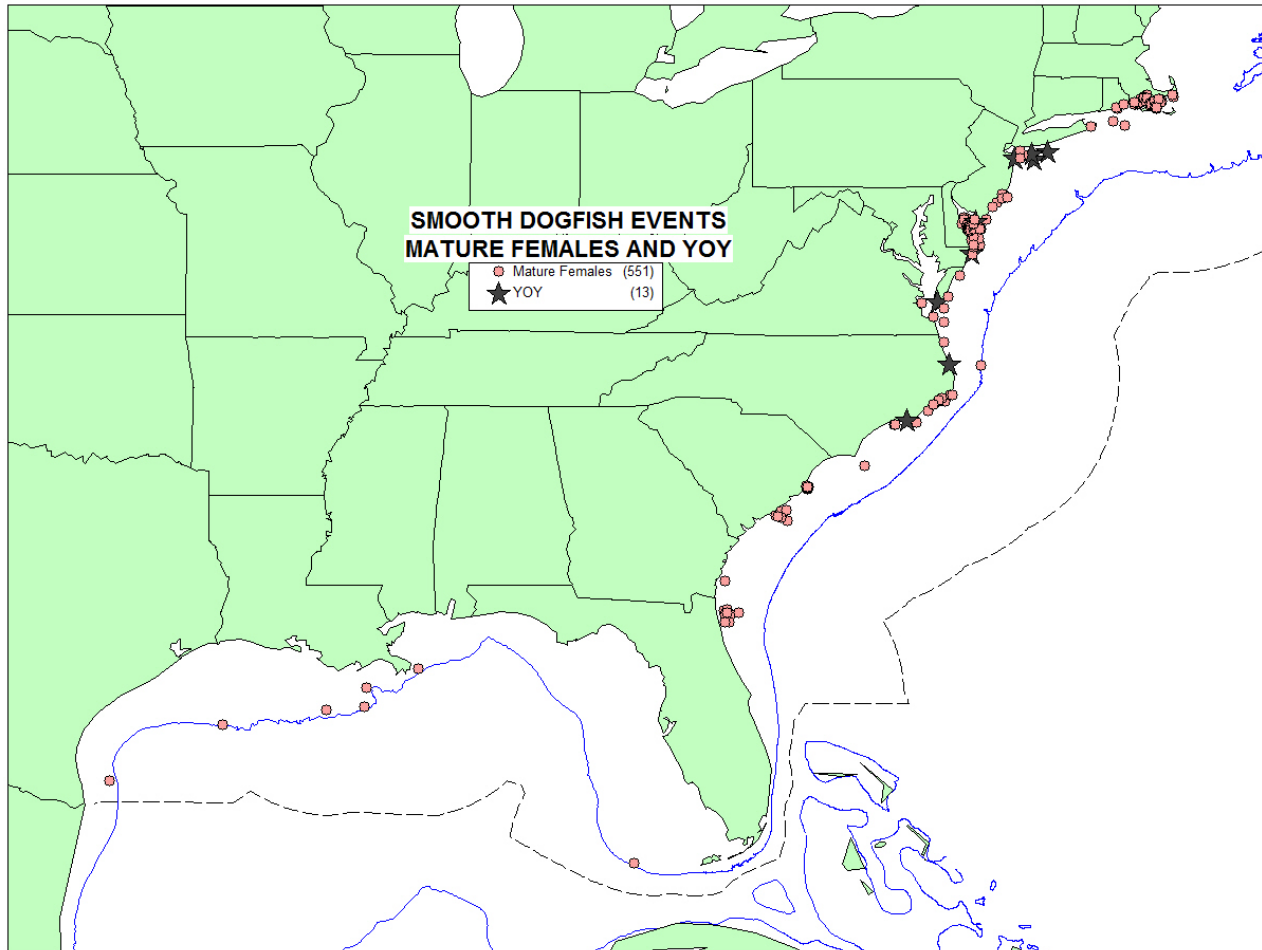 SMOOTH DOGFISH EVENTS
MATURE FEMALES AND YOY
Mature Females (551)
YOY (13)